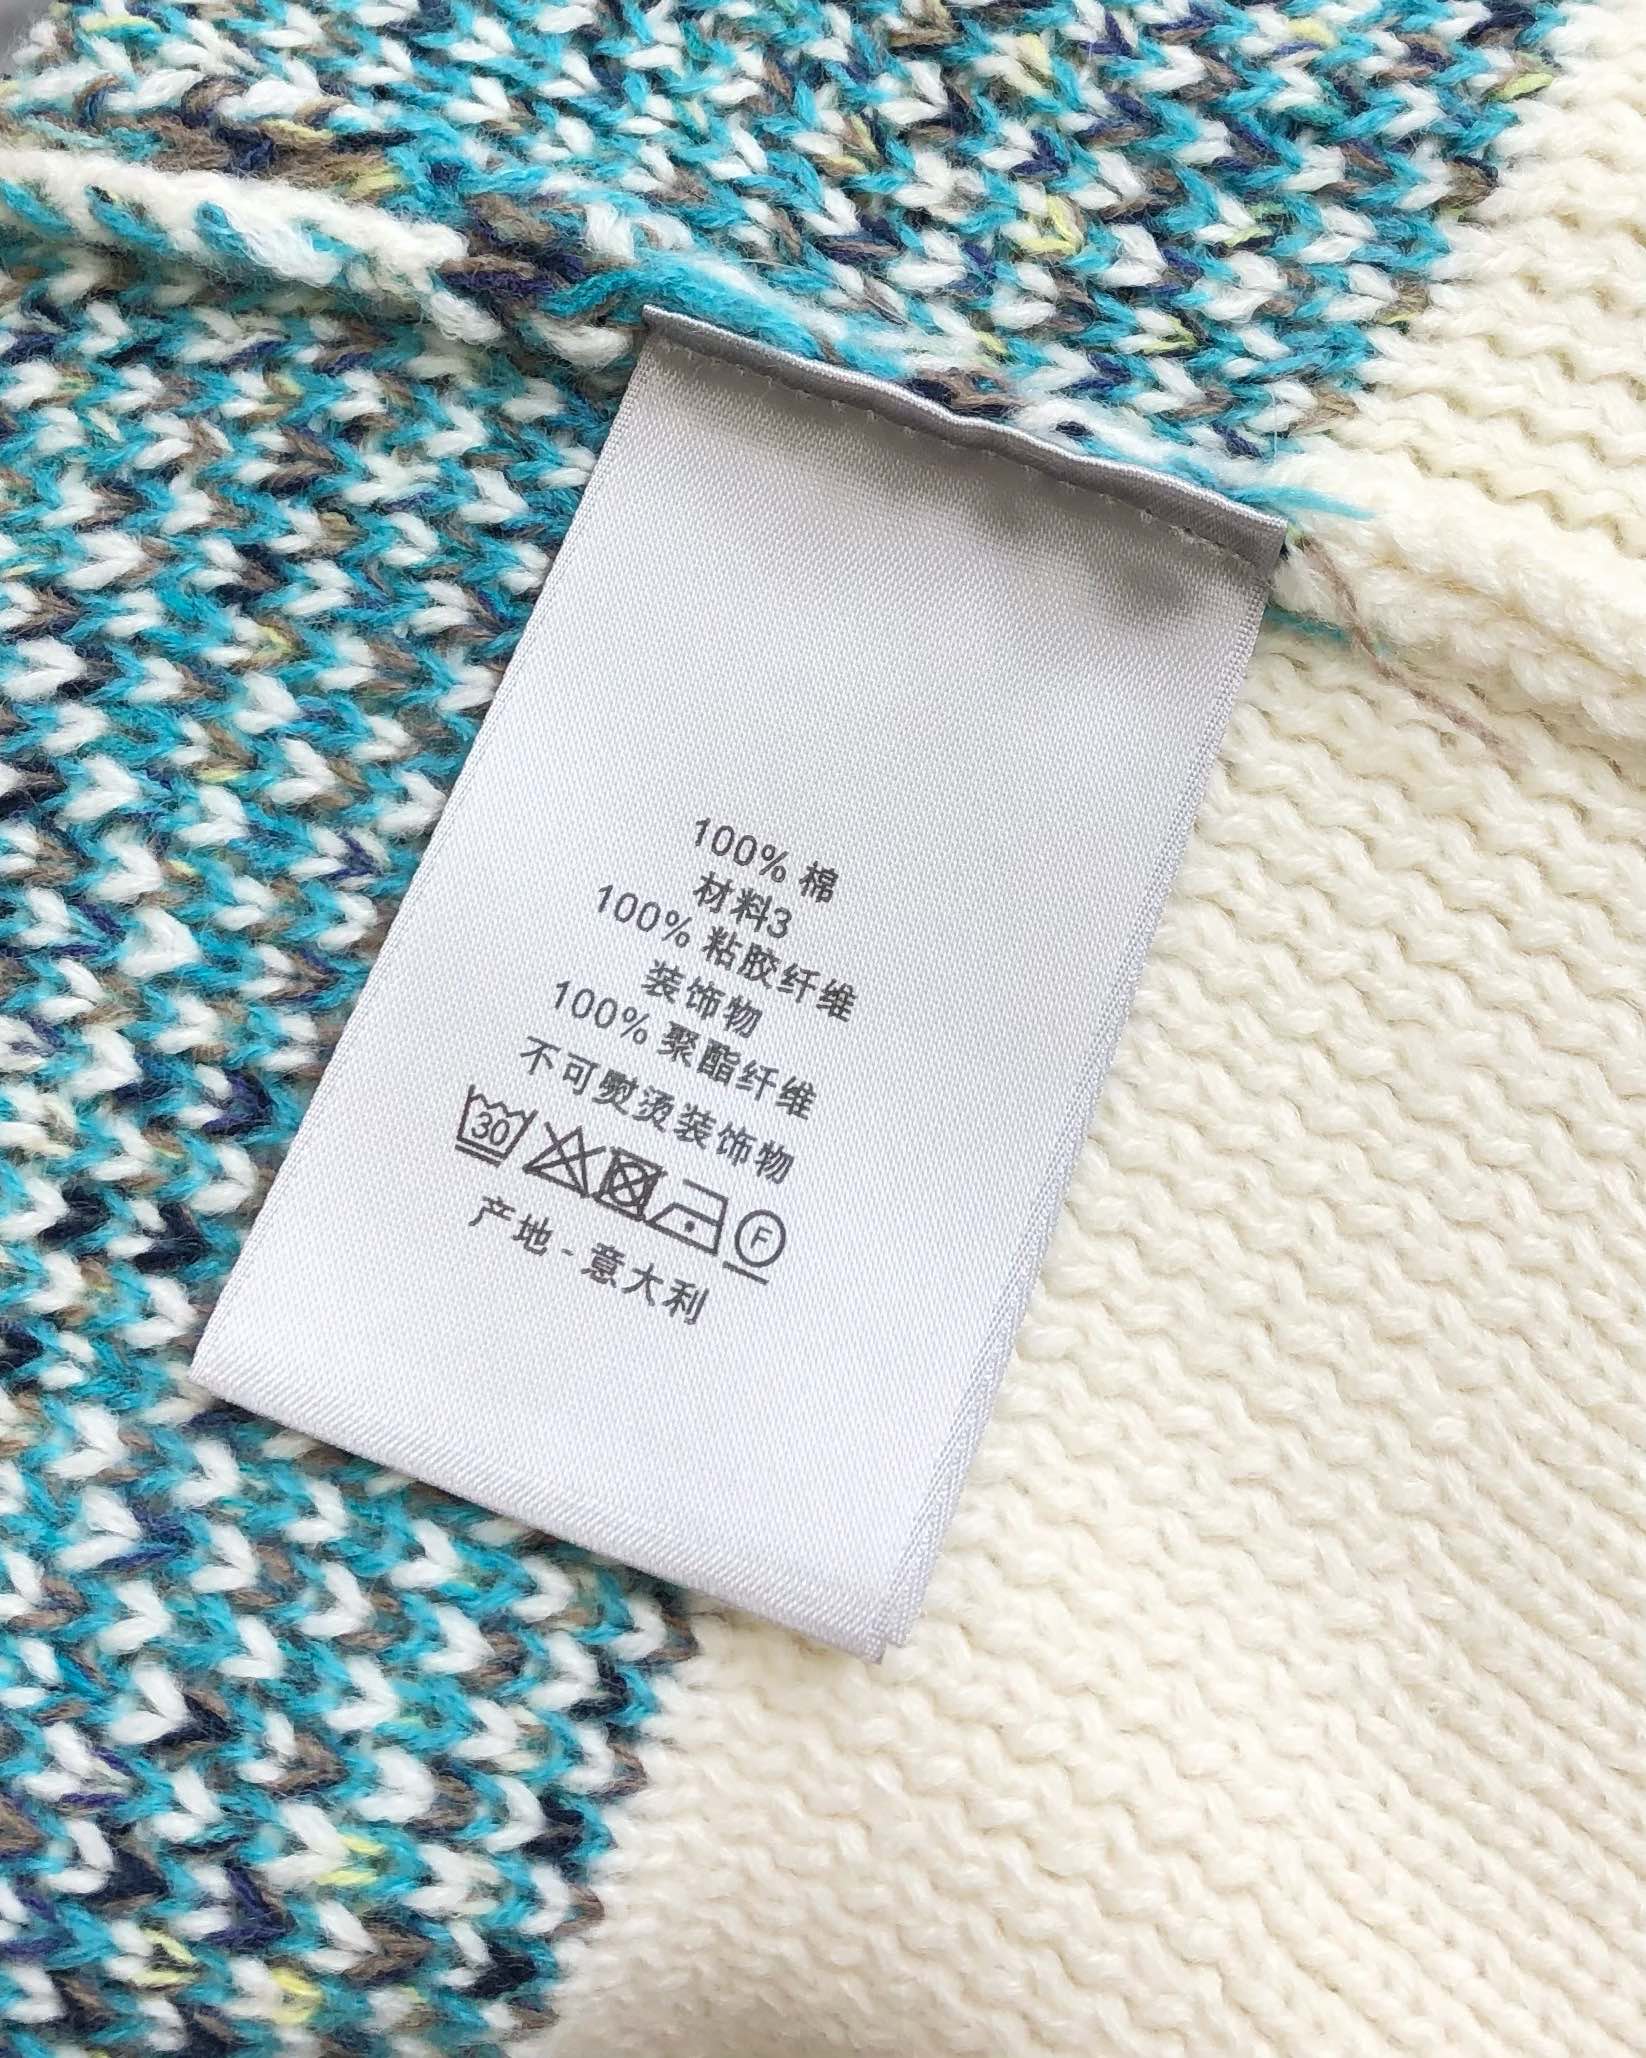 100% 棉
材料3
100% 粘胶纤维
装饰物
100% 聚酯纤维
不可熨烫装饰物
30 F
产地 - 意大利